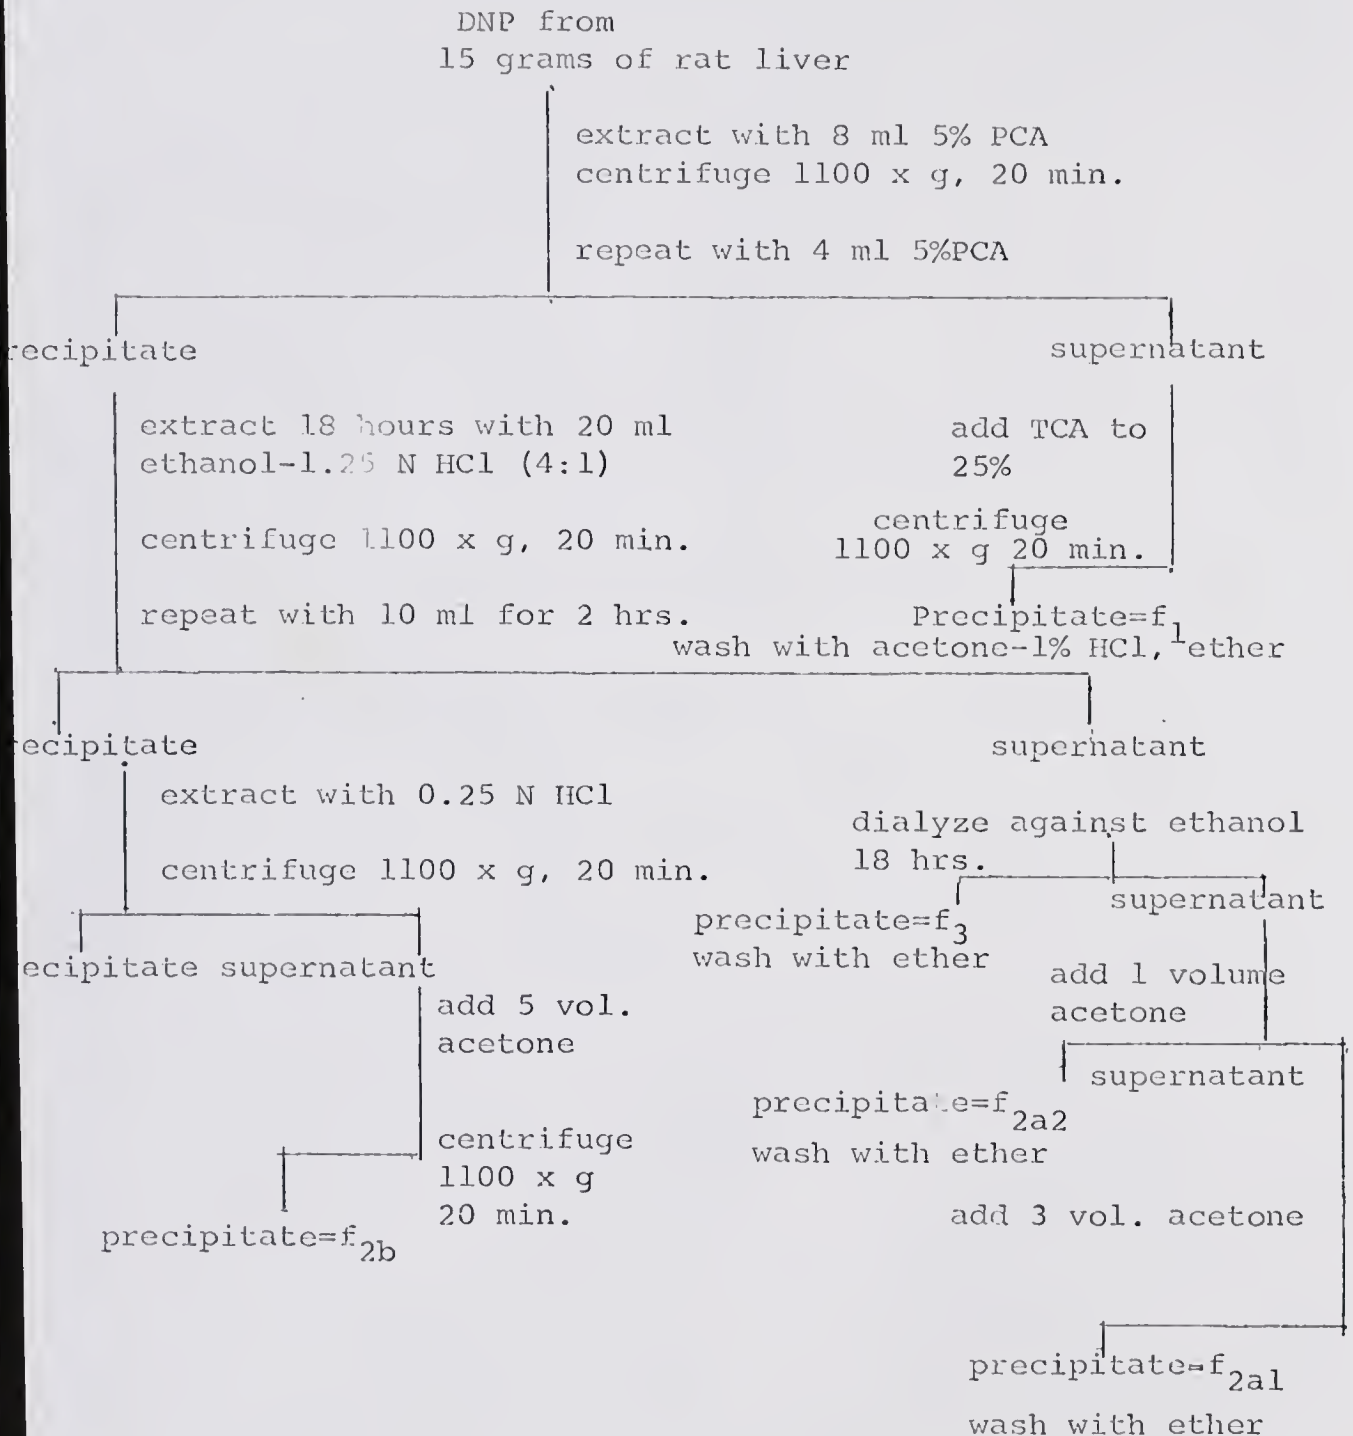 DNP from
15 grams of rat liver
extract with 8 ml 5% PCA
centrifuge 1100 x g, 20 min.
repeat with 4 ml 5%PCA
recipitate
supernatant
extract 18 hours with 20 ml
ethanol-1.25 N HCl (4:1)
centrifuge 1100 x g, 20 min.
repeat with 10 ml for 2 hrs.
add TCA to
25%
centrifuge
1100 x g 20 min.
Precipitate=f1
wash with acetone-1% HCl, ether
recipitate
supernatant
extract with 0.25 N HCl
centrifuge 1100 x g, 20 min.
dialyze against ethanol
18 hrs.
ecipitate supernatant
precipitate=f3
wash with ether
supernatant
add 5 vol.
acetone
centrifuge
1100 x g
20 min.
precipitate=f2b
add 1 volume
acetone
supernatant
precipitate=f2a2
wash with ether
add 3 vol. acetone
precipitate=f2a1
wash with ether